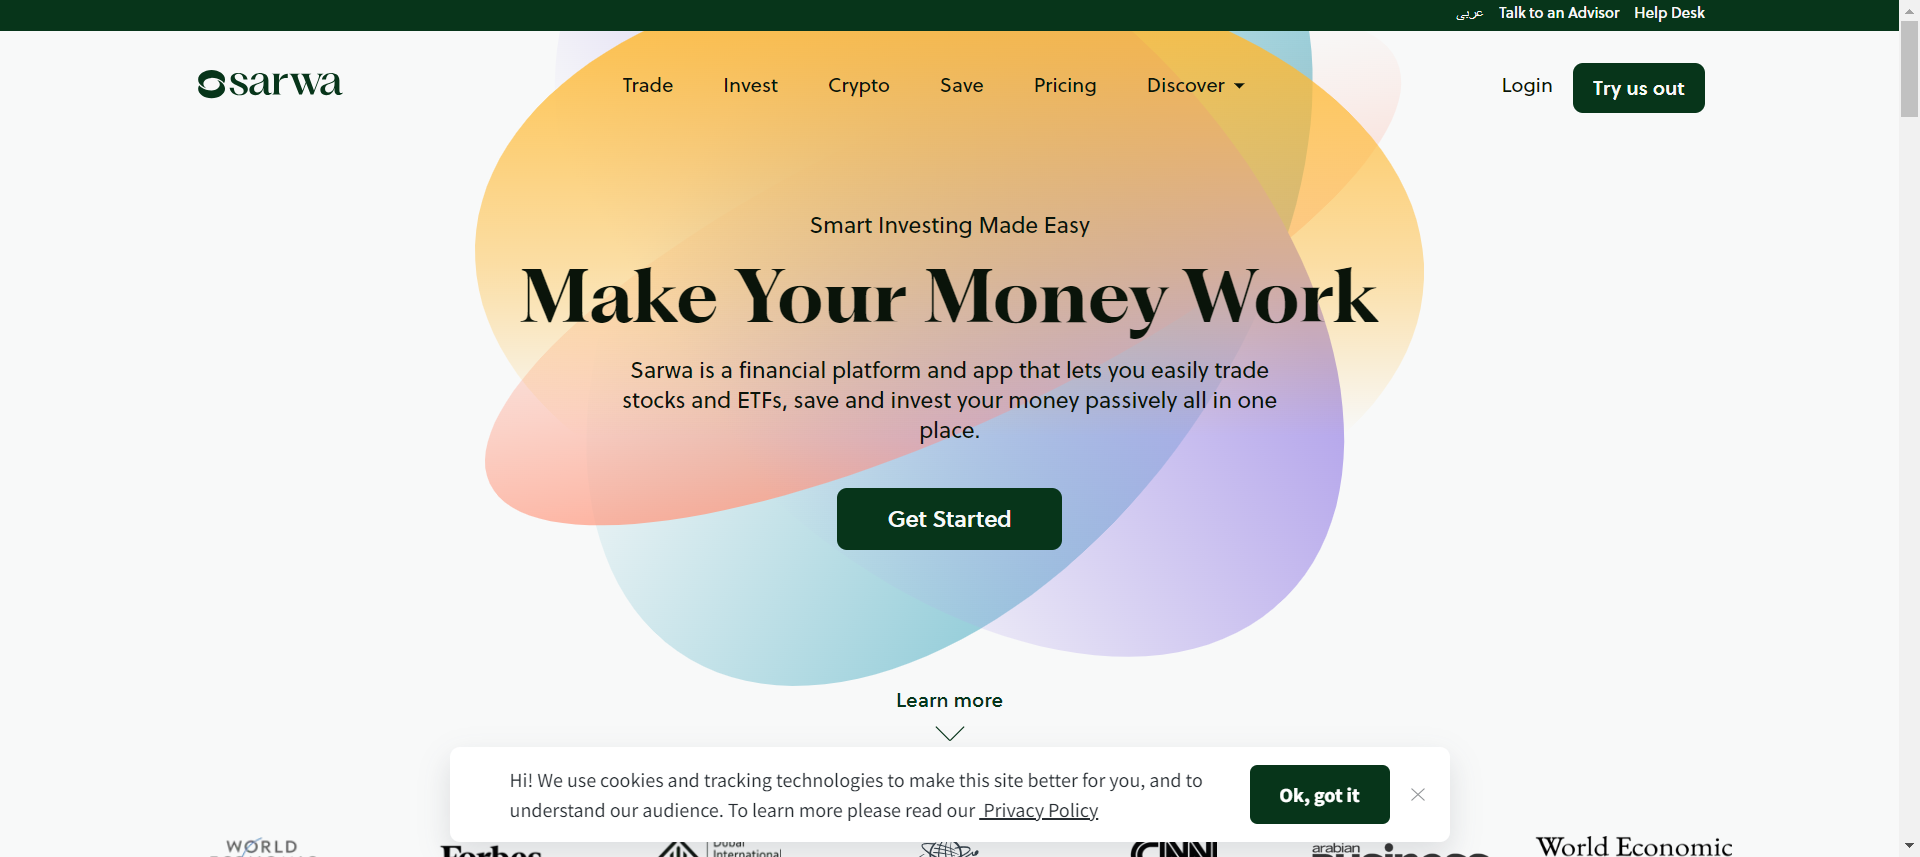 عربي Talk to an Advisor Help Desk
sarwa
Trade Invest Crypto Save Pricing Discover
Login Try us out
Smart Investing Made Easy
Make Your Money Work
Sarwa is a financial platform and app that lets you easily trade
stocks and ETFs, save and invest your money passively all in one
place.
Get Started
Learn more
Hi! We use cookies and tracking technologies to make this site better for you, and to
understand our audience. To learn more please read our Privacy Policy
Ok, got it
WORLD
Forbes
Dubai
International
CNN
arabian
Business
World Economic